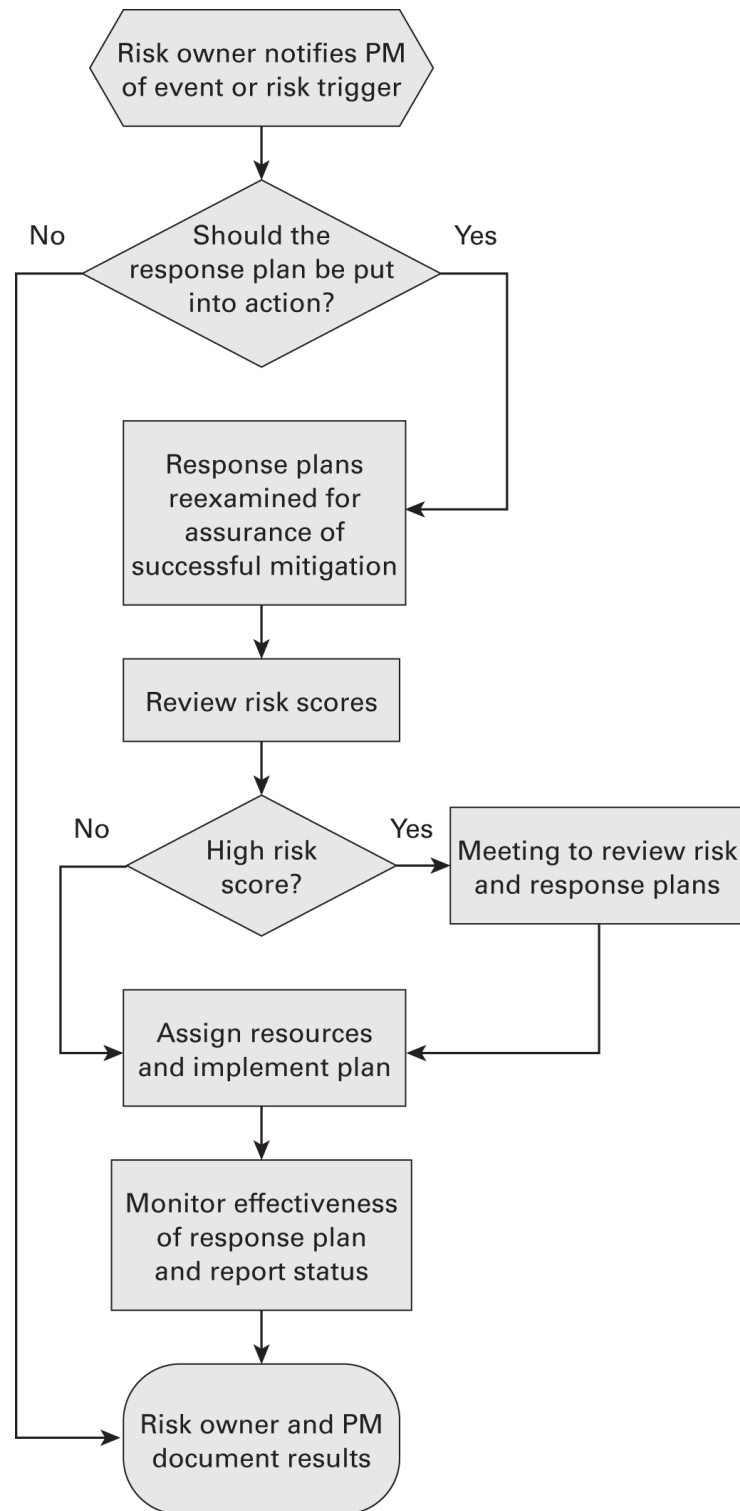 Risk owner notifies PM
of event or risk trigger
No
Should the
response plan be put
into action?
Yes
Response plans
reexamined for
assurance of
successful mitigation
Review risk scores
No
High risk
score?
Yes
Meeting to review risk
and response plans
Assign resources
and implement plan
Monitor effectiveness
of response plan
and report status
Risk owner and PM
document results